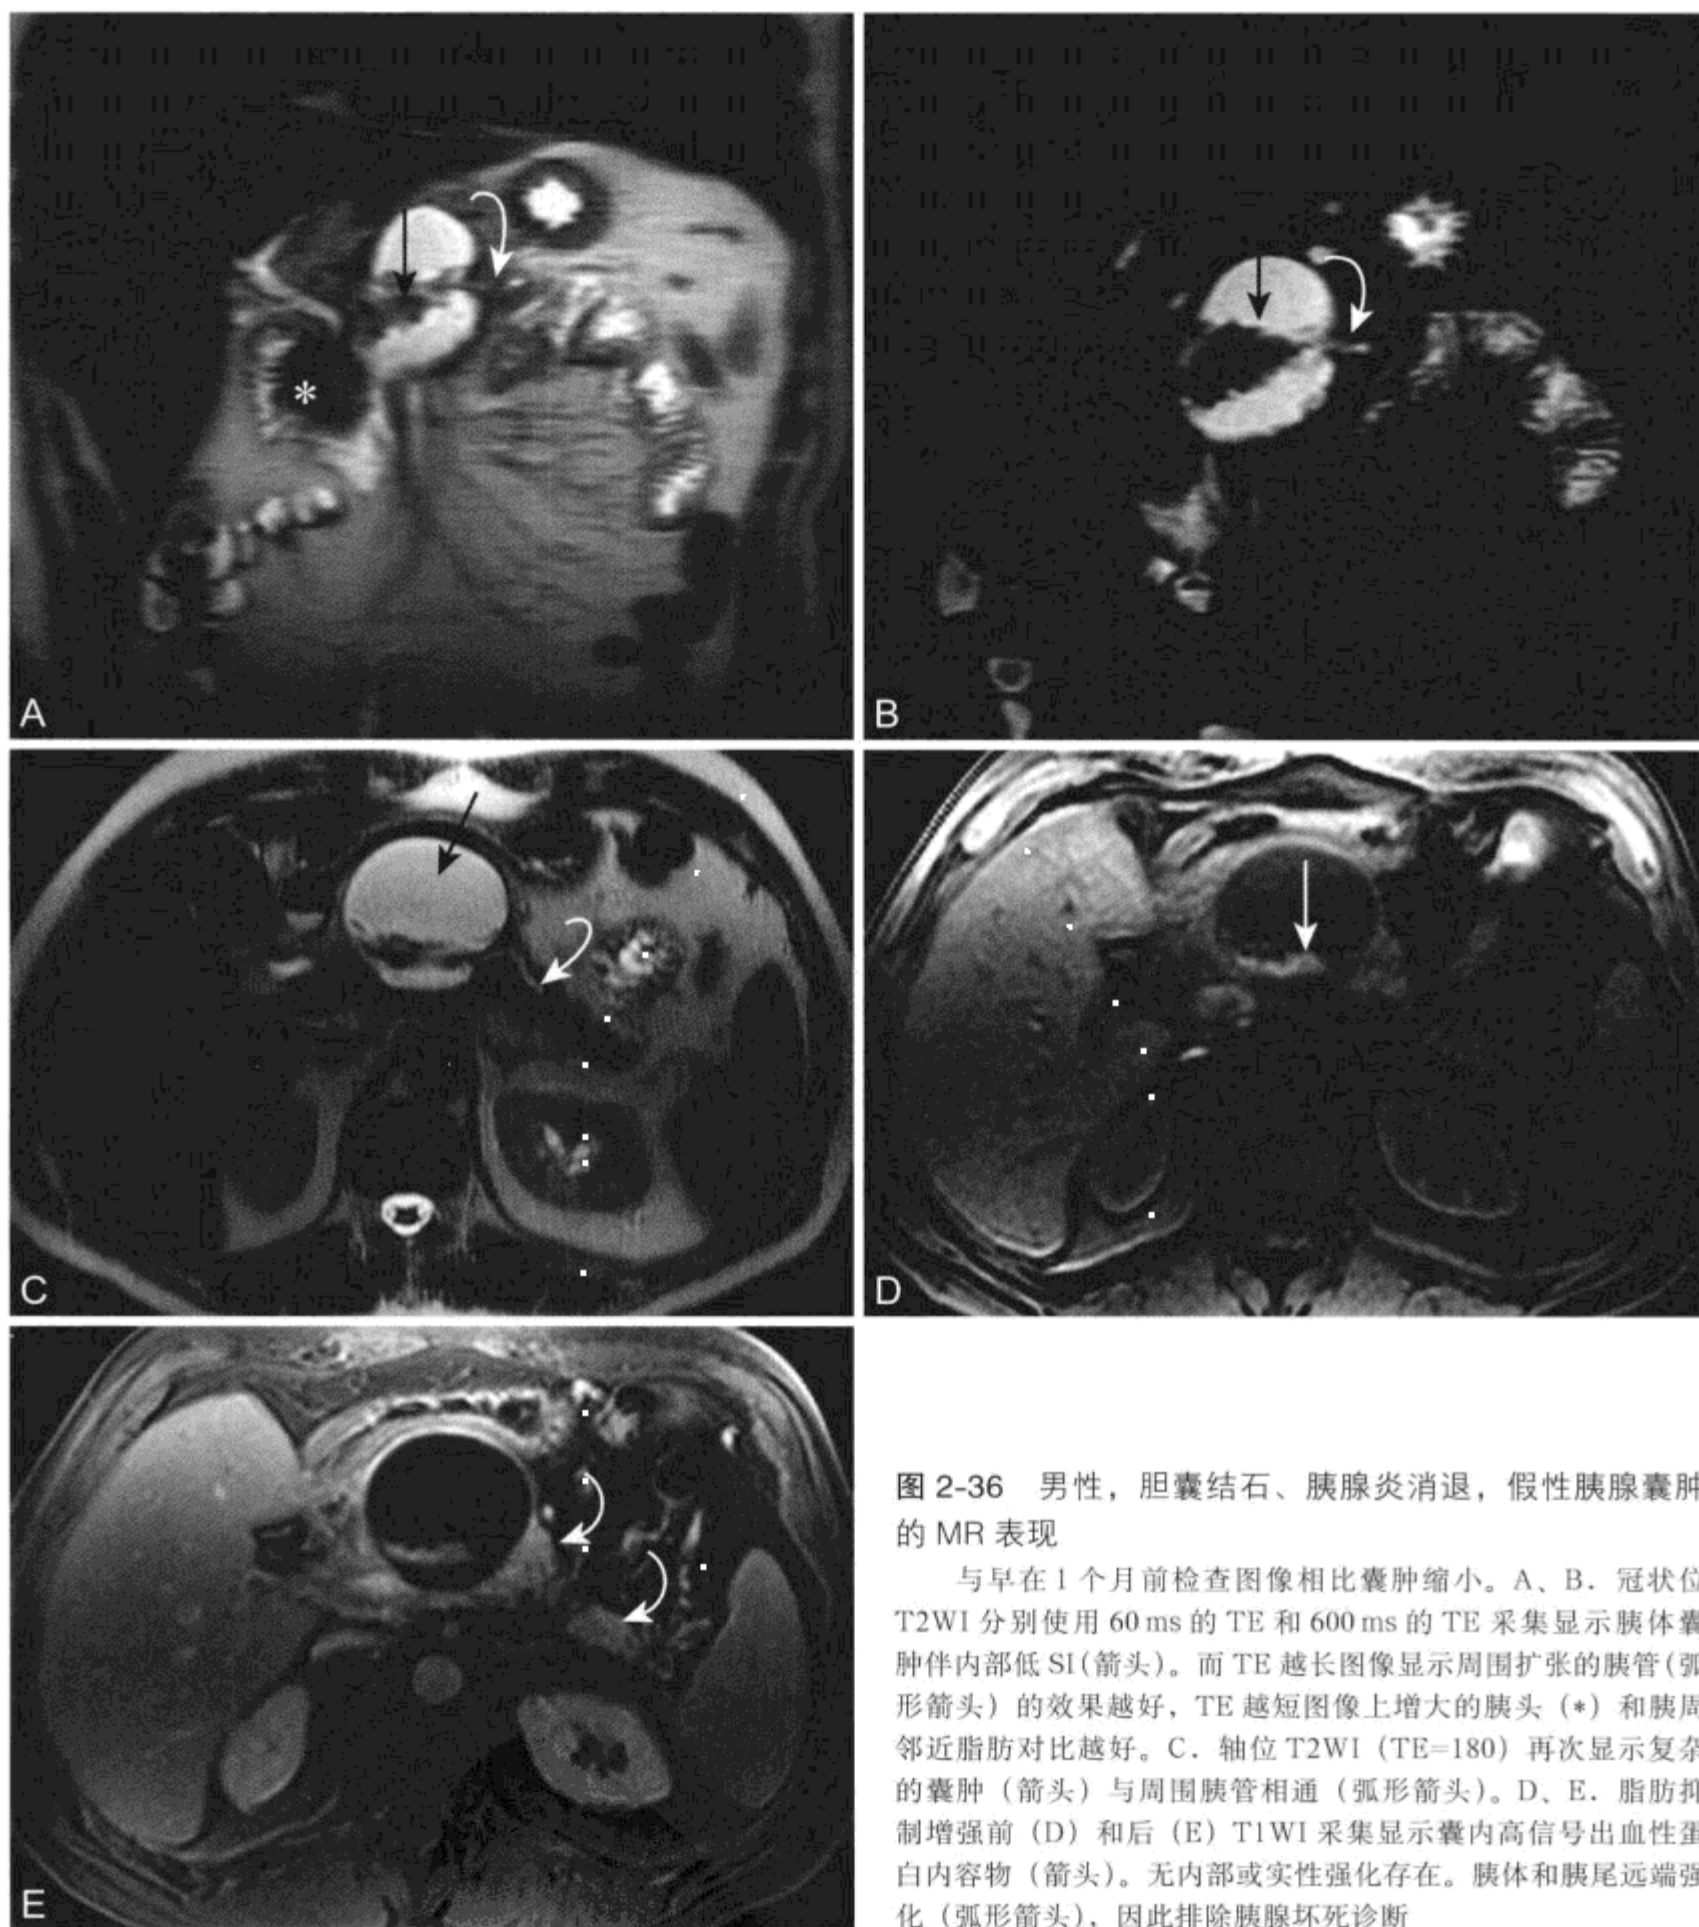 A
B
C
D
E
*
图 2-36 男性，胆囊结石、胰腺炎消退，假性胰腺囊肿
的 MR 表现
与早在 1 个月前检查图像相比囊肿缩小。A、B. 冠状位
T2WI 分别使用 60 ms 的 TE 和 600 ms 的 TE 采集显示胰体囊
肿伴内部低 SI（箭头）。而 TE 越长图像显示周围扩张的胰管（弧
形箭头）的效果越好，TE 越短图像上增大的胰头（*）和胰周
邻近脂肪对比越好。C. 轴位 T2WI（TE=180）再次显示复杂
的囊肿（箭头）与周围胰管相通（弧形箭头）。D、E. 脂肪抑
制增强前（D）和后（E）T1WI 采集显示囊内高信号出血性蛋
白内容物（箭头）。无内部或实性强化存在。胰体和胰尾远端强
化（弧形箭头），因此排除胰腺坏死诊断